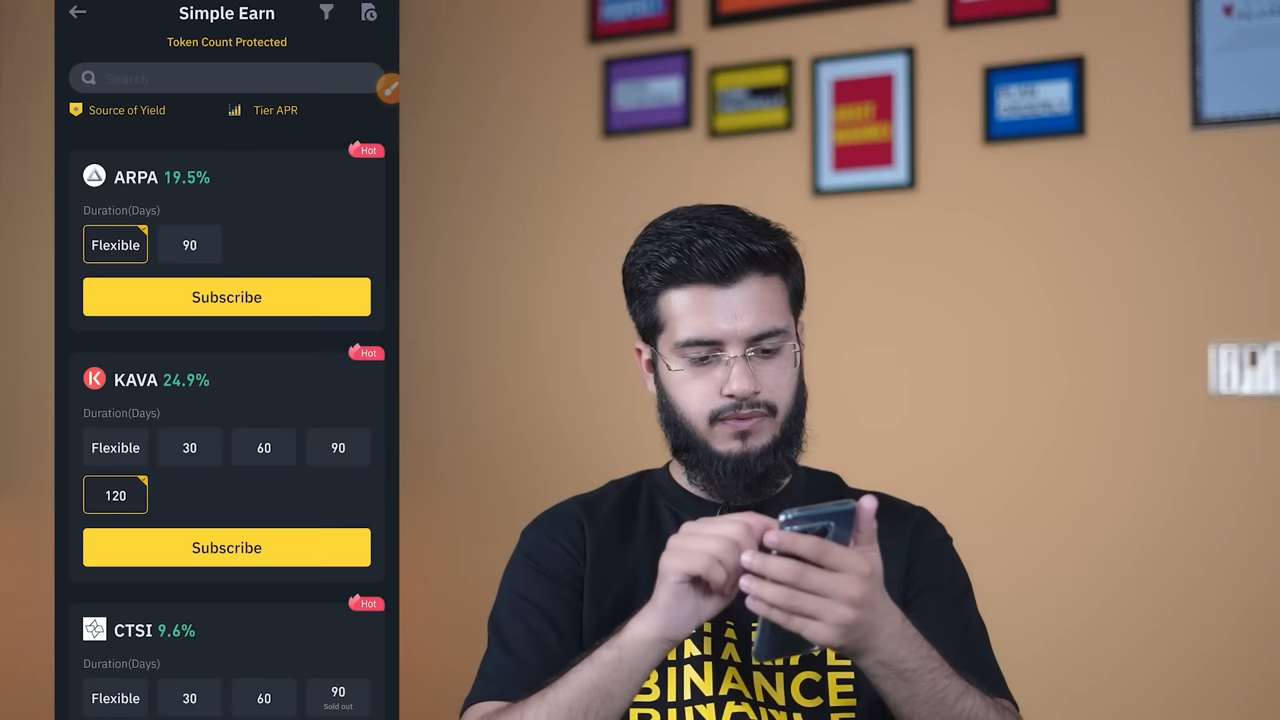 Simple Earn
Token Count Protected
Search
Source of Yield
Tier APR
Hot
ARPA 19.5%
Duration(Days)
Flexible
90
Subscribe
Hot
KAVA 24.9%
Duration(Days)
Flexible
30
60
90
120
Subscribe
Hot
CTSI 9.6%
Duration(Days)
Flexible
30
60
90
Sold out
BINANCE